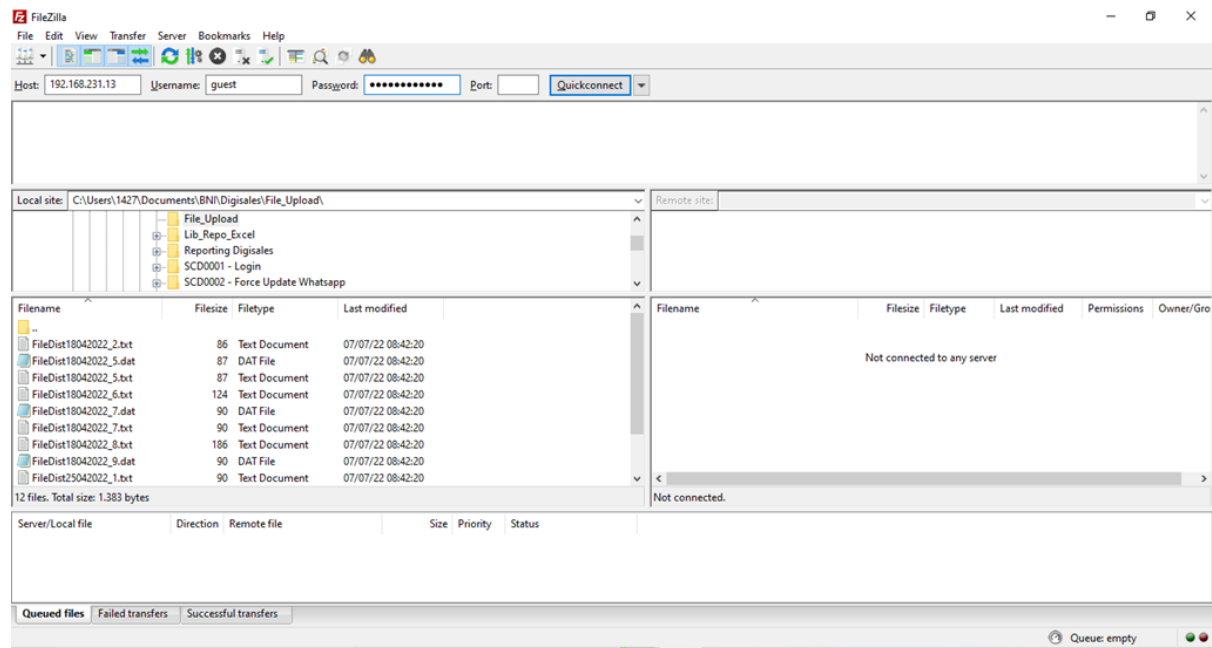 FileZilla
File Edit View Transfer Server Bookmarks Help
Host: 192.168.231.13 Username: guest Password: •••••••••••• Port: Quickconnect
Local site: C:\Users\1427\Documents\BNI\Digisales\File_Upload\
Remote site:
File_Upload
Lib_Repo_Excel
Reporting Digisales
SCD0001 - Login
SCD0002 - Force Update Whatsapp
Filename Filesize Filetype Last modified
..
FileDist18042022_2.txt 86 Text Document 07/07/22 08:42:20
FileDist18042022_5.dat 87 DAT File 07/07/22 08:42:20
FileDist18042022_5.txt 87 Text Document 07/07/22 08:42:20
FileDist18042022_6.txt 124 Text Document 07/07/22 08:42:20
FileDist18042022_7.dat 90 DAT File 07/07/22 08:42:20
FileDist18042022_7.txt 90 Text Document 07/07/22 08:42:20
FileDist18042022_8.txt 186 Text Document 07/07/22 08:42:20
FileDist18042022_9.dat 90 DAT File 07/07/22 08:42:20
FileDist25042022_1.txt 90 Text Document 07/07/22 08:42:20
12 files. Total size: 1.383 bytes
Filename Filesize Filetype Last modified Permissions Owner/Gro
Not connected to any server
Not connected.
Server/Local file Direction Remote file Size Priority Status
Queued files Failed transfers Successful transfers
Queue: empty